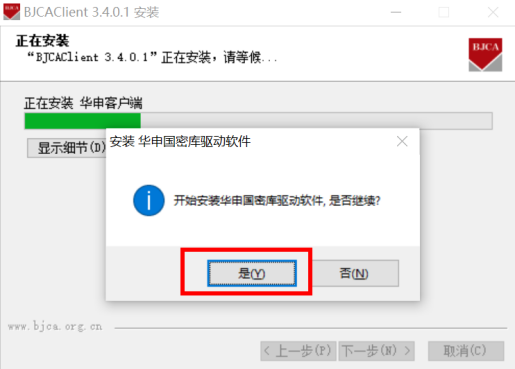 BJCAClient 3.4.0.1 安装
正在安装
“BJCAClient 3.4.0.1”正在安装，请等候...
BJCA
正在安装 华申客户端
显示细节(D)
安装 华申国密库驱动软件
开始安装华申国密库驱动软件, 是否继续?
是(Y)
否(N)
www.bjca.org.cn
< 上一步(P)
下一步(N) >
取消(C)